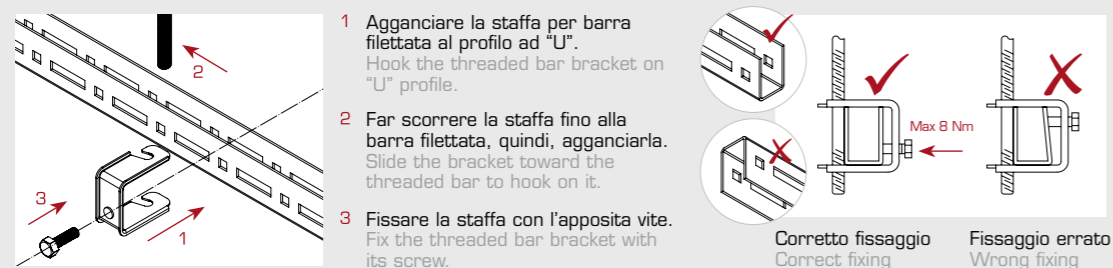 2
3
1
1 Agganciare la staffa per barra
filettata al profilo ad “U”.
Hook the threaded bar bracket on
“U” profile.
2 Far scorrere la staffa fino alla
barra filettata, quindi, agganciarla.
Slide the bracket toward the
threaded bar to hook on it.
3 Fissare la staffa con l’apposita vite.
Fix the threaded bar bracket with
its screw.
Max 8 Nm
Corretto fissaggio
Correct fixing
Fissaggio errato
Wrong fixing